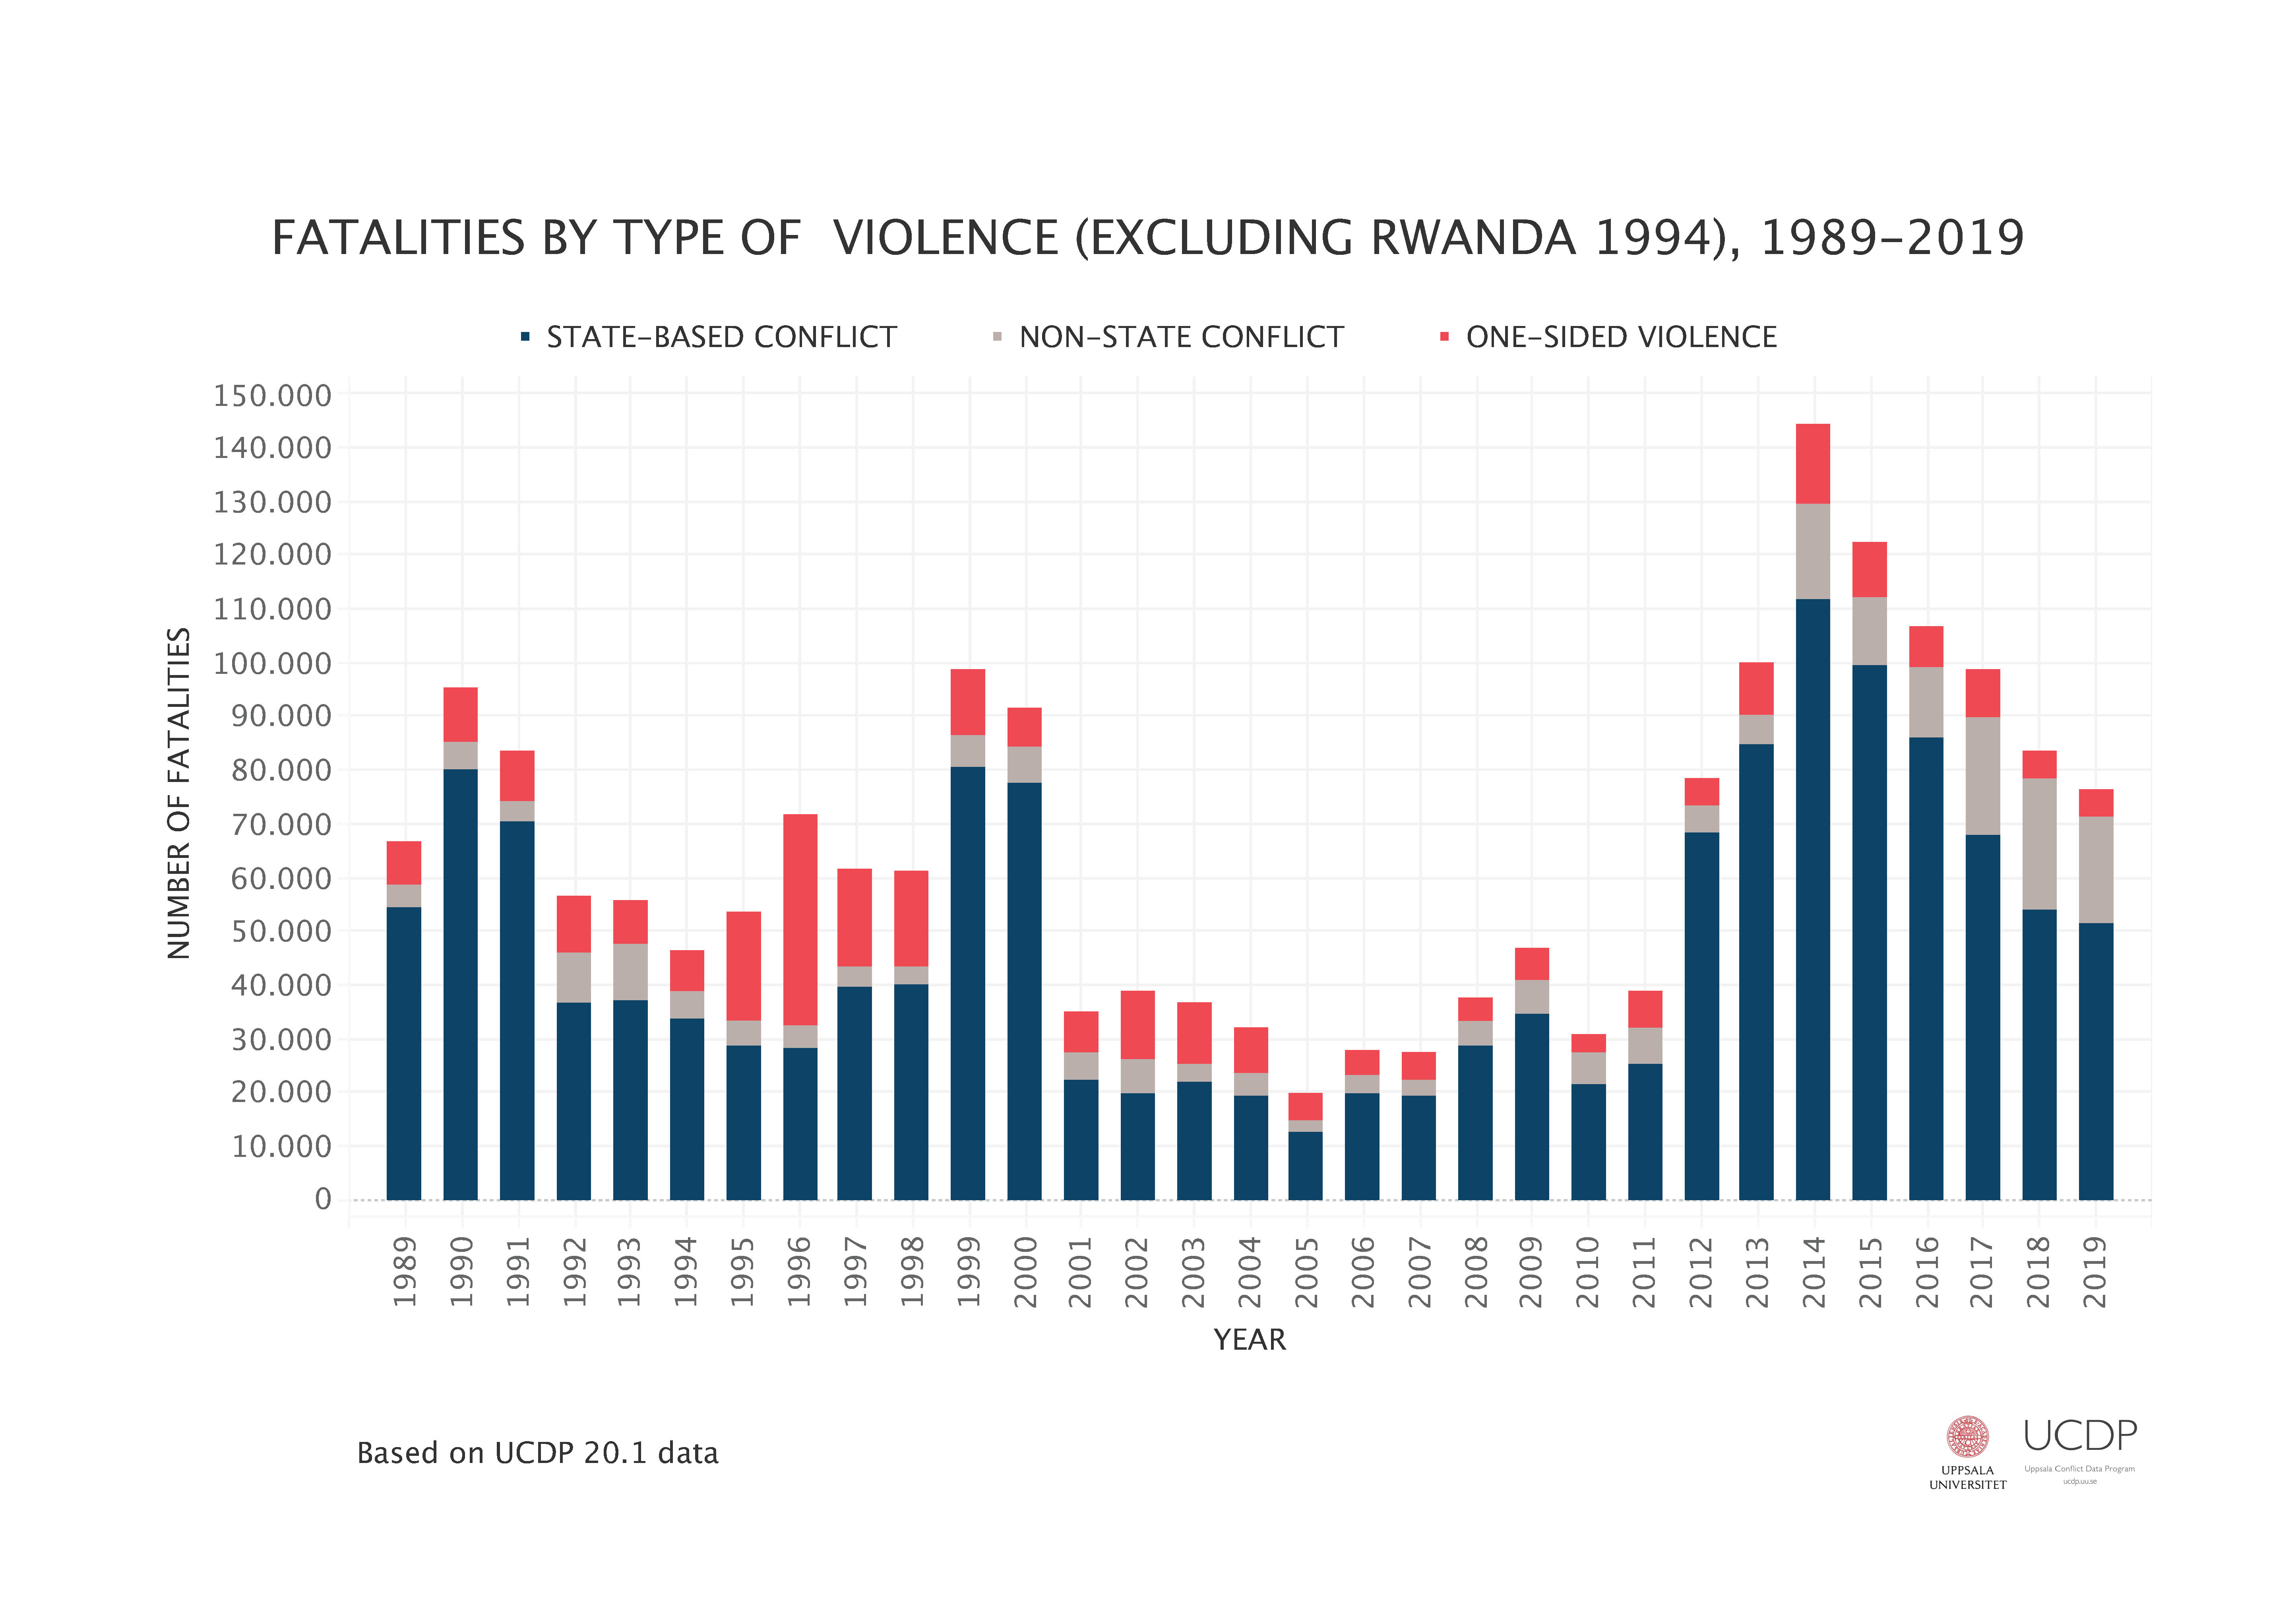 FATALITIES BY TYPE OF VIOLENCE (EXCLUDING RWANDA 1994), 1989–2019
STATE–BASED CONFLICT NON–STATE CONFLICT ONE–SIDED VIOLENCE
150.000
140.000
130.000
120.000
110.000
100.000
90.000
80.000
70.000
60.000
50.000
40.000
30.000
20.000
10.000
0
NUMBER OF FATALITIES
1989 1990 1991 1992 1993 1994 1995 1996 1997 1998 1999 2000 2001 2002 2003 2004 2005 2006 2007 2008 2009 2010 2011 2012 2013 2014 2015 2016 2017 2018 2019
YEAR
Based on UCDP 20.1 data
UPPSALA
UNIVERSITET
UCDP
Uppsala Conflict Data Program
ucdp.uu.se